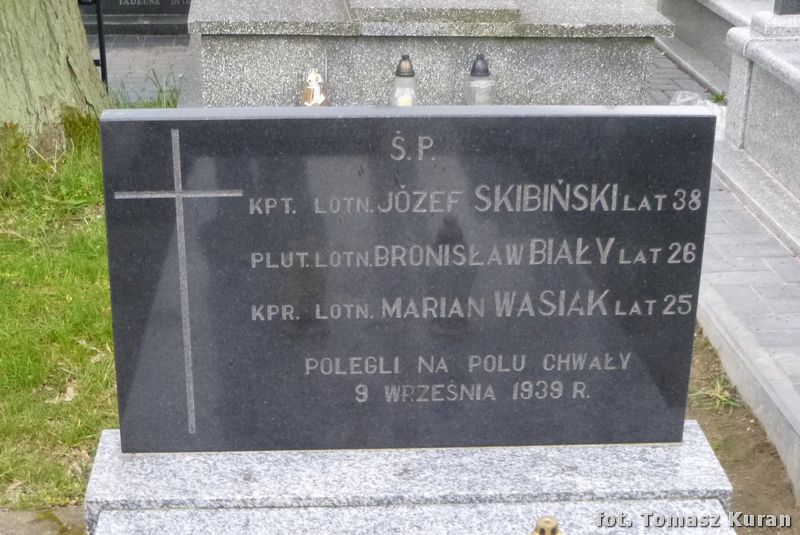 TADEUSZ
Ś.P.
KPT. LOTN. JÓZEF SKIBIŃSKI LAT 38
PLUT. LOTN. BRONISŁAW BIAŁY LAT 26
KPR. LOTN. MARIAN WASIAK LAT 25
POLEGLI NA POLU CHWAŁY
9 WRZEŚNIA 1939 R.
fot. Tomasz Kuran